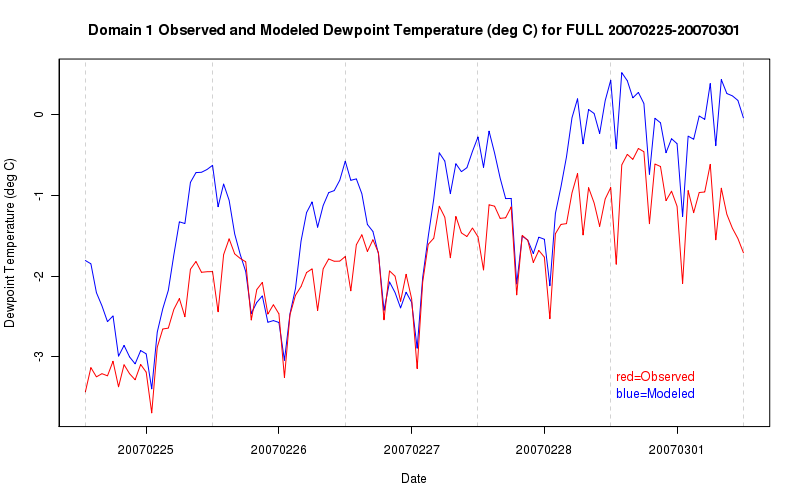 Domain 1 Observed and Modeled Dewpoint Temperature (deg C) for FULL 20070225-20070301
Dewpoint Temperature (deg C)
0
-1
-2
-3
red=Observed
blue=Modeled
20070225 20070226 20070227 20070228 20070301
Date